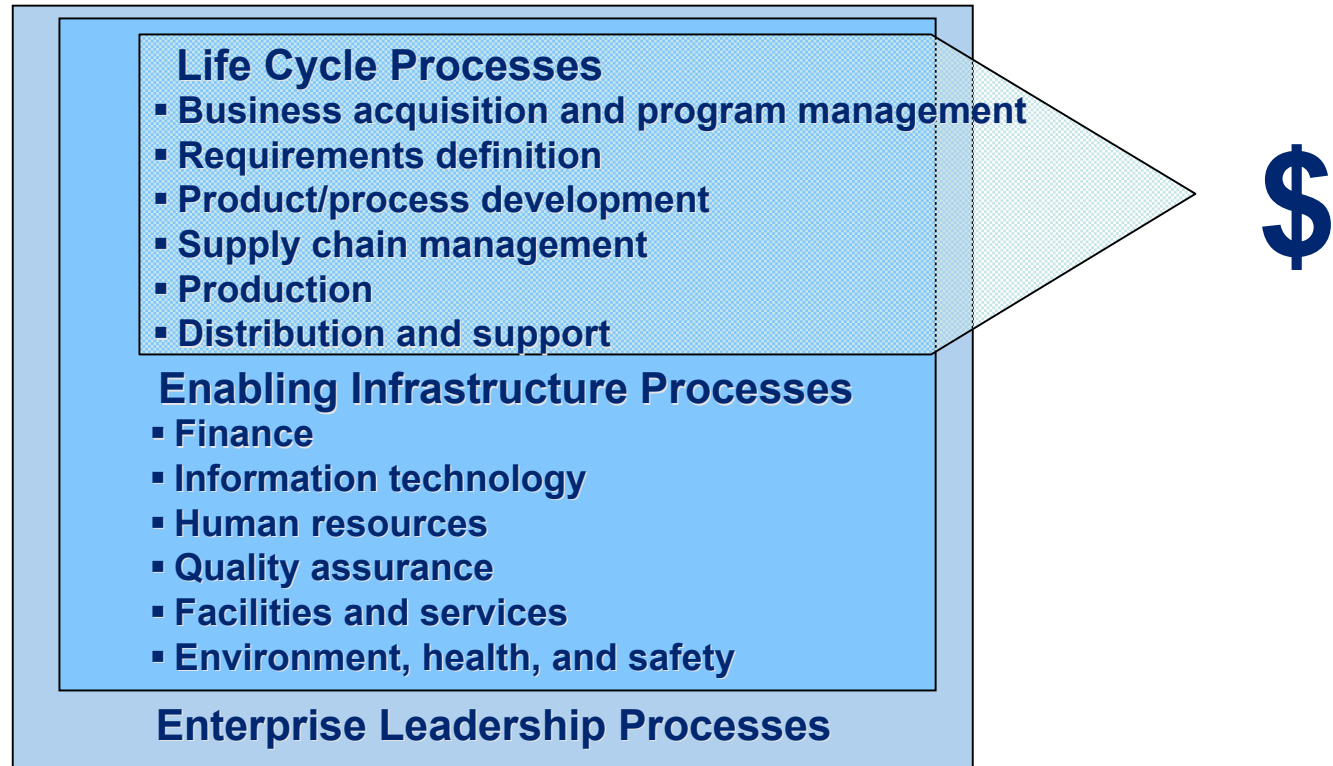 Life Cycle Processes
▪ Business acquisition and program management
▪ Requirements definition
▪ Product/process development
▪ Supply chain management
▪ Production
▪ Distribution and support
$
Enabling Infrastructure Processes
▪ Finance
▪ Information technology
▪ Human resources
▪ Quality assurance
▪ Facilities and services
▪ Environment, health, and safety
Enterprise Leadership Processes